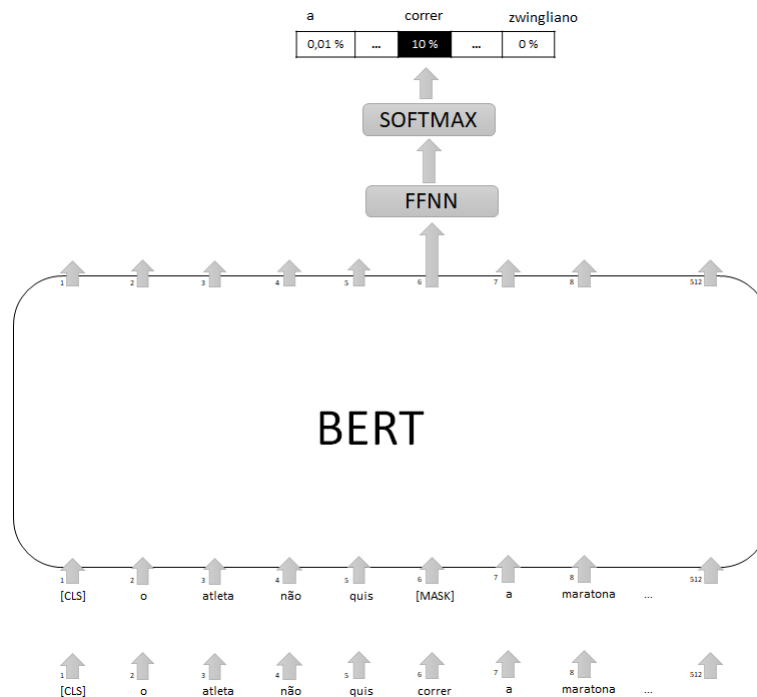 a correr zwingliano
0,01 % ... 10 % ... 0 %
SOFTMAX
FFNN
1 2 3 4 5 6 7 8 512
BERT
1 2 3 4 5 6 7 8 512
[CLS] o atleta não quis [MASK] a maratona ...
1 2 3 4 5 6 7 8 512
[CLS] o atleta não quis correr a maratona ...